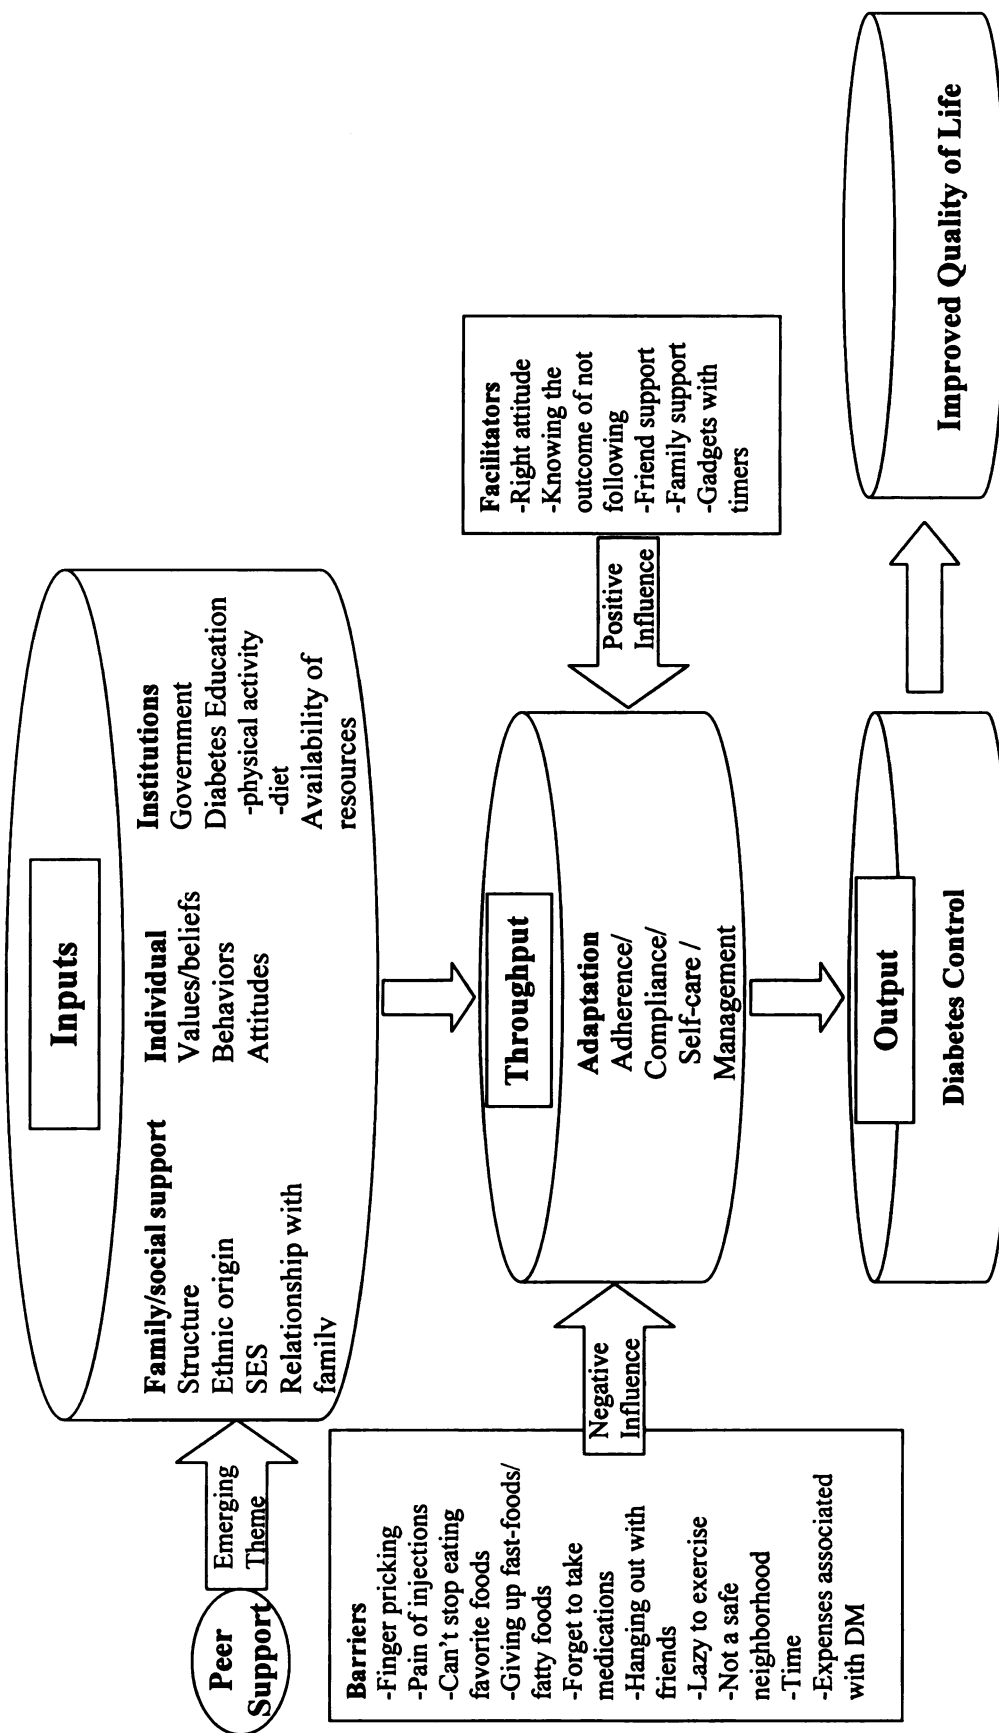 Peer
Support
Emerging
Theme
Inputs
Family/social support
Structure
Ethnic origin
SES
Relationship with
family
Individual
Values/beliefs
Behaviors
Attitudes
Institutions
Government
Diabetes Education
-physical activity
-diet
Availability of
resources
Barriers
-Finger pricking
-Pain of injections
-Can't stop eating
favorite foods
-Giving up fast-foods/
fatty foods
-Forget to take
medications
-Hanging out with
friends
-Lazy to exercise
-Not a safe
neighborhood
-Time
-Expenses associated
with DM
Negative
Influence
Throughput
Adaptation
Adherence/
Compliance/
Self-care /
Management
Positive
Influence
Facilitators
-Right attitude
-Knowing the
outcome of not
following
-Friend support
-Family support
-Gadgets with
timers
Output
Diabetes Control
Improved Quality of Life